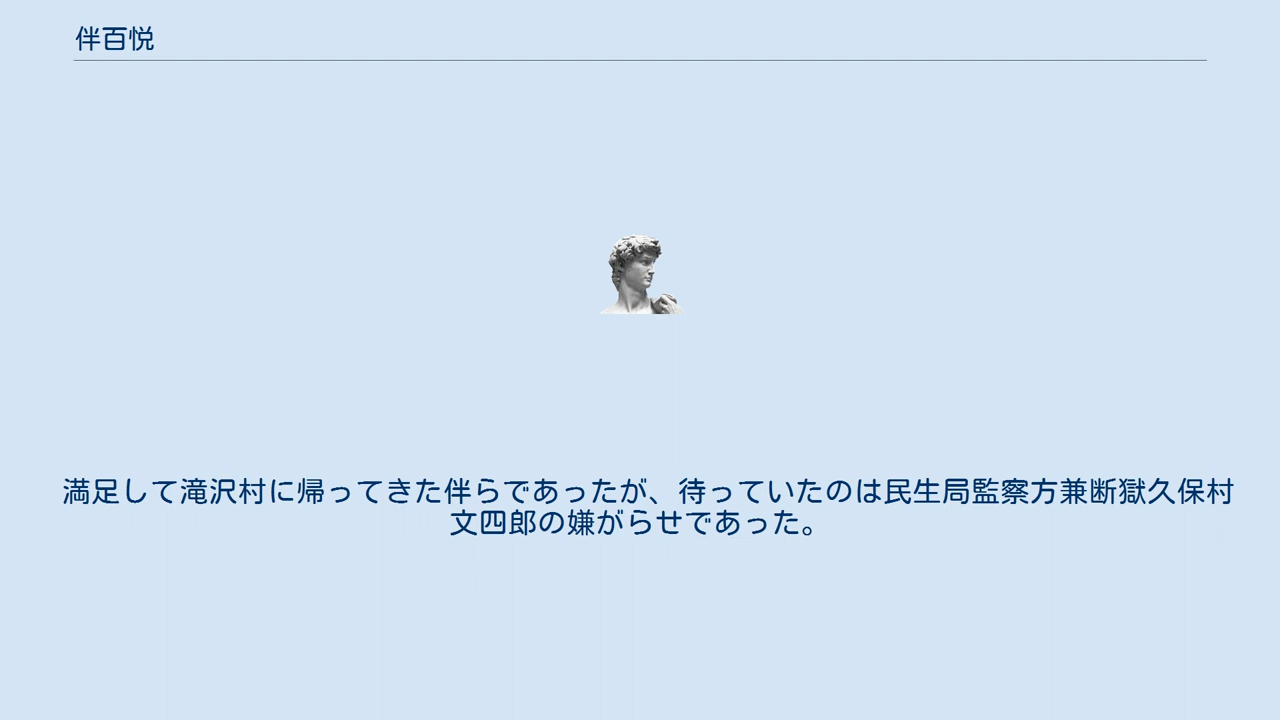 伴百悦
満足して滝沢村に帰ってきた伴らであったが、待っていたのは民生局監察方兼断獄久保村
文四郎の嫌がらせであった。